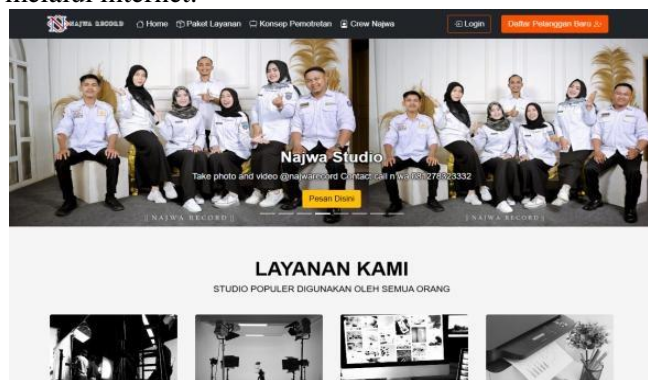 melalui internet.
NAJWA RECORD Home Paket Layanan Konsep Pemotretan Crew Najwa Login Daftar Pelanggan Baru
Najwa Studio
Take photo and video @najwarecord Contact call n wa 081278323332
Pesan Disini
|| NAJWA RECORD || || NAJWA RECORD ||
LAYANAN KAMI
STUDIO POPULER DIGUNAKAN OLEH SEMUA ORANG